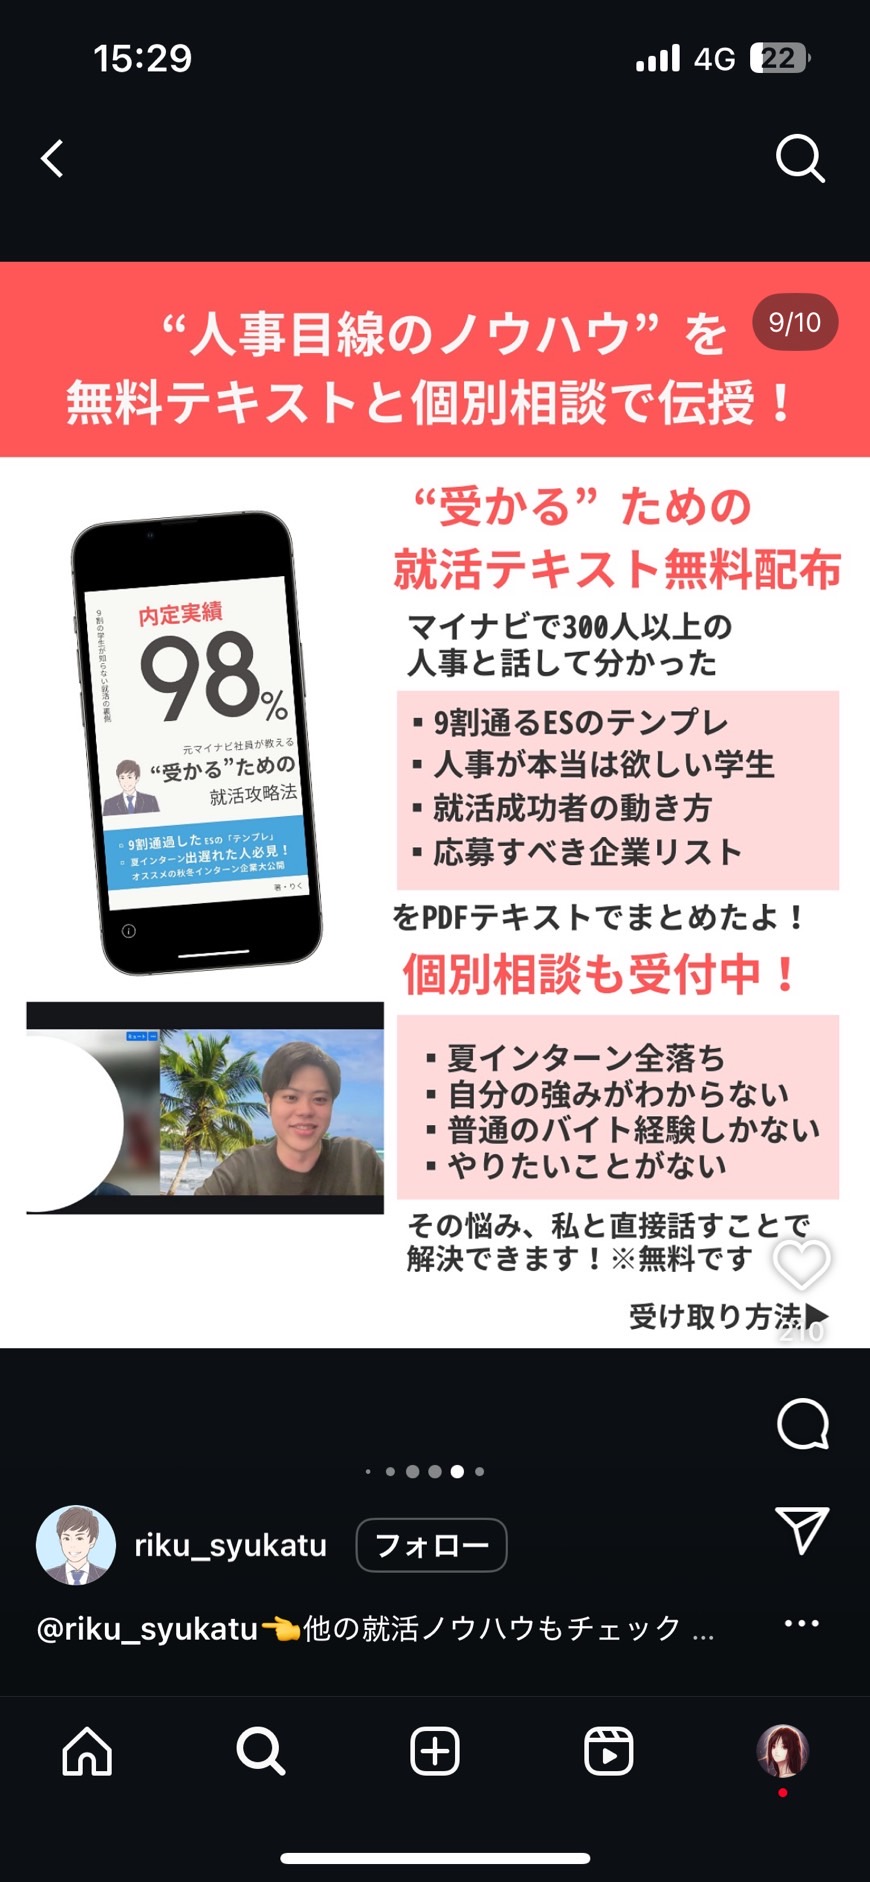 15:29
4G 22
“人事目線のノウハウ” を
9/10
無料テキストと個別相談で伝授！
“受かる” ための
就活テキスト無料配布
マイナビで300人以上の
人事と話して分かった
▪ 9割通るESのテンプレ
▪ 人事が本当は欲しい学生
▪ 就活成功者の動き方
▪ 応募すべき企業リスト
をPDFテキストでまとめたよ！
9割の学生が知らない就活の裏側
内定実績
98%
元マイナビ社員が教える
“受かる”ための
就活攻略法
▫ 9割通過した ESの「テンプレ」
▫ 夏インターン出遅れた人必見！
オススメの秋冬インターン企業大公開
著・りく
個別相談も受付中！
▪ 夏インターン全落ち
▪ 自分の強みがわからない
▪ 普通のバイト経験しかない
▪ やりたいことがない
その悩み、私と直接話すことで
解決できます！※無料です
受け取り方法▶
210
riku_syukatu
フォロー
@riku_syukatu👈他の就活ノウハウもチェック ...